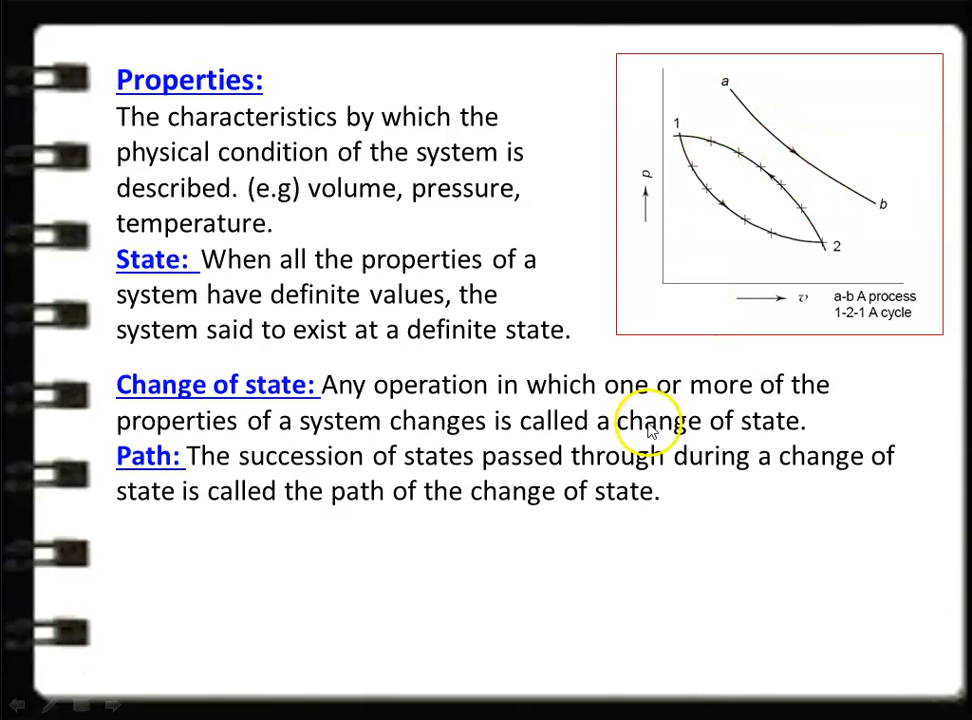 Properties:
The characteristics by which the
physical condition of the system is
described. (e.g) volume, pressure,
temperature.
State: When all the properties of a
system have definite values, the
system said to exist at a definite state.
Change of state: Any operation in which one or more of the
properties of a system changes is called a change of state.
Path: The succession of states passed through during a change of
state is called the path of the change of state.
a
1
p
b
2
v
a-b A process
1-2-1 A cycle